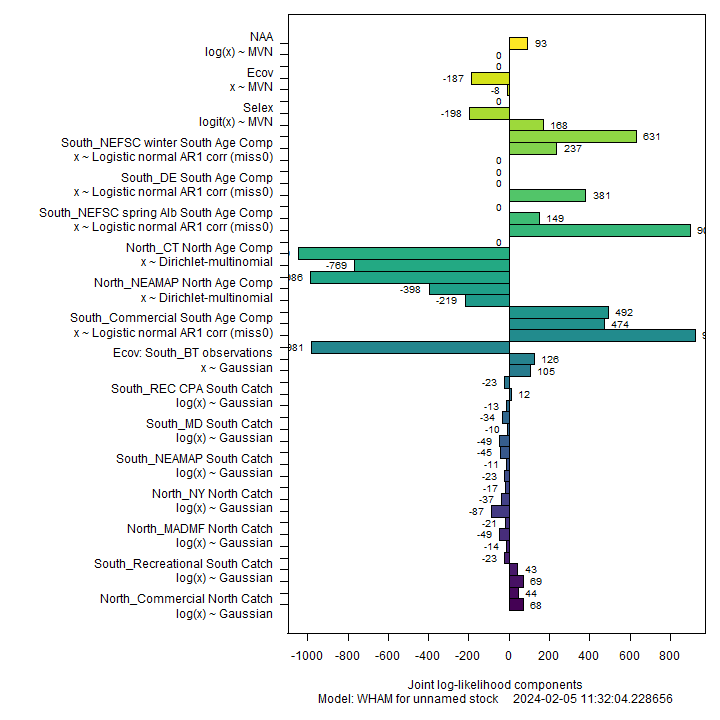 NAA
log(x) ~ MVN
Ecov
x ~ MVN
Selex
logit(x) ~ MVN
South_NEFSC winter South Age Comp
x ~ Logistic normal AR1 corr (miss0)
South_DE South Age Comp
x ~ Logistic normal AR1 corr (miss0)
South_NEFSC spring Alb South Age Comp
x ~ Logistic normal AR1 corr (miss0)
North_CT North Age Comp
x ~ Dirichlet-multinomial
North_NEAMAP North Age Comp
x ~ Dirichlet-multinomial
South_Commercial South Age Comp
x ~ Logistic normal AR1 corr (miss0)
Ecov: South_BT observations
x ~ Gaussian
South_REC CPA South Catch
log(x) ~ Gaussian
South_MD South Catch
log(x) ~ Gaussian
South_NEAMAP South Catch
log(x) ~ Gaussian
North_NY North Catch
log(x) ~ Gaussian
North_MADMF North Catch
log(x) ~ Gaussian
South_Recreational South Catch
log(x) ~ Gaussian
North_Commercial North Catch
log(x) ~ Gaussian
93
0
0
-187
-8
0
-198
168
631
237
0
0
0
381
0
149
0
-769
-398
-219
492
474
126
105
-23
12
-13
-34
-10
-49
-45
-11
-23
-17
-37
-87
-21
-49
-14
-23
43
69
44
68
-1000 -800 -600 -400 -200 0 200 400 600 800
Joint log-likelihood components
Model: WHAM for unnamed stock 2024-02-05 11:32:04.228656